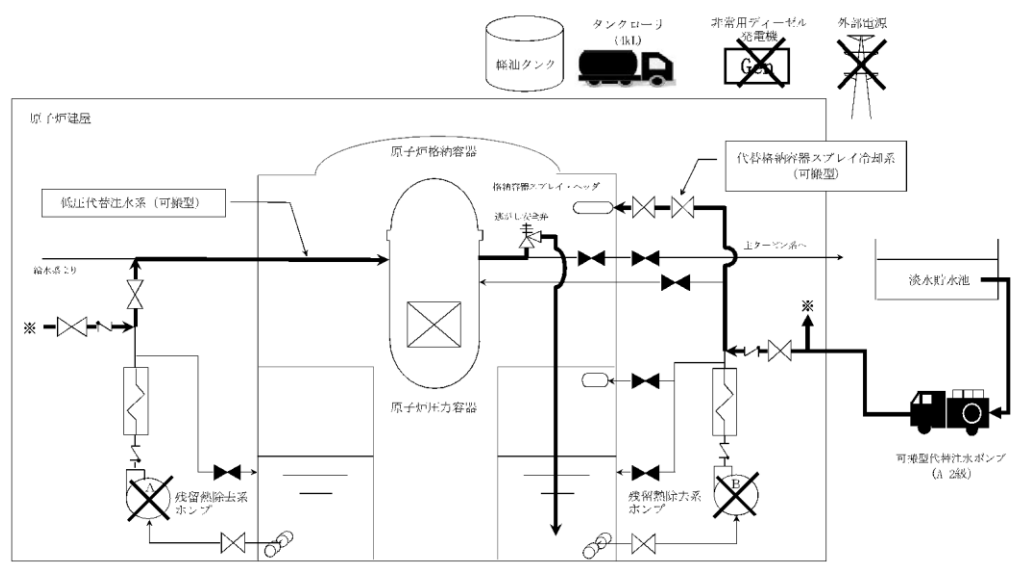 軽油タンク
タンクローリ
(4kL)
非常用ディーゼル
発電機
Gen
外部電源
原子炉建屋
原子炉格納容器
代替格納容器スプレイ冷却系
(可搬型)
低圧代替注水系(可搬型)
格納容器スプレイ・ヘッダ
逃がし安全弁
主タービン系へ
給水系より
淡水貯水池
※
※
原子炉圧力容器
可搬型代替注水ポンプ
(A-2級)
A
残留熱除去系
ポンプ
残留熱除去系
ポンプ
B